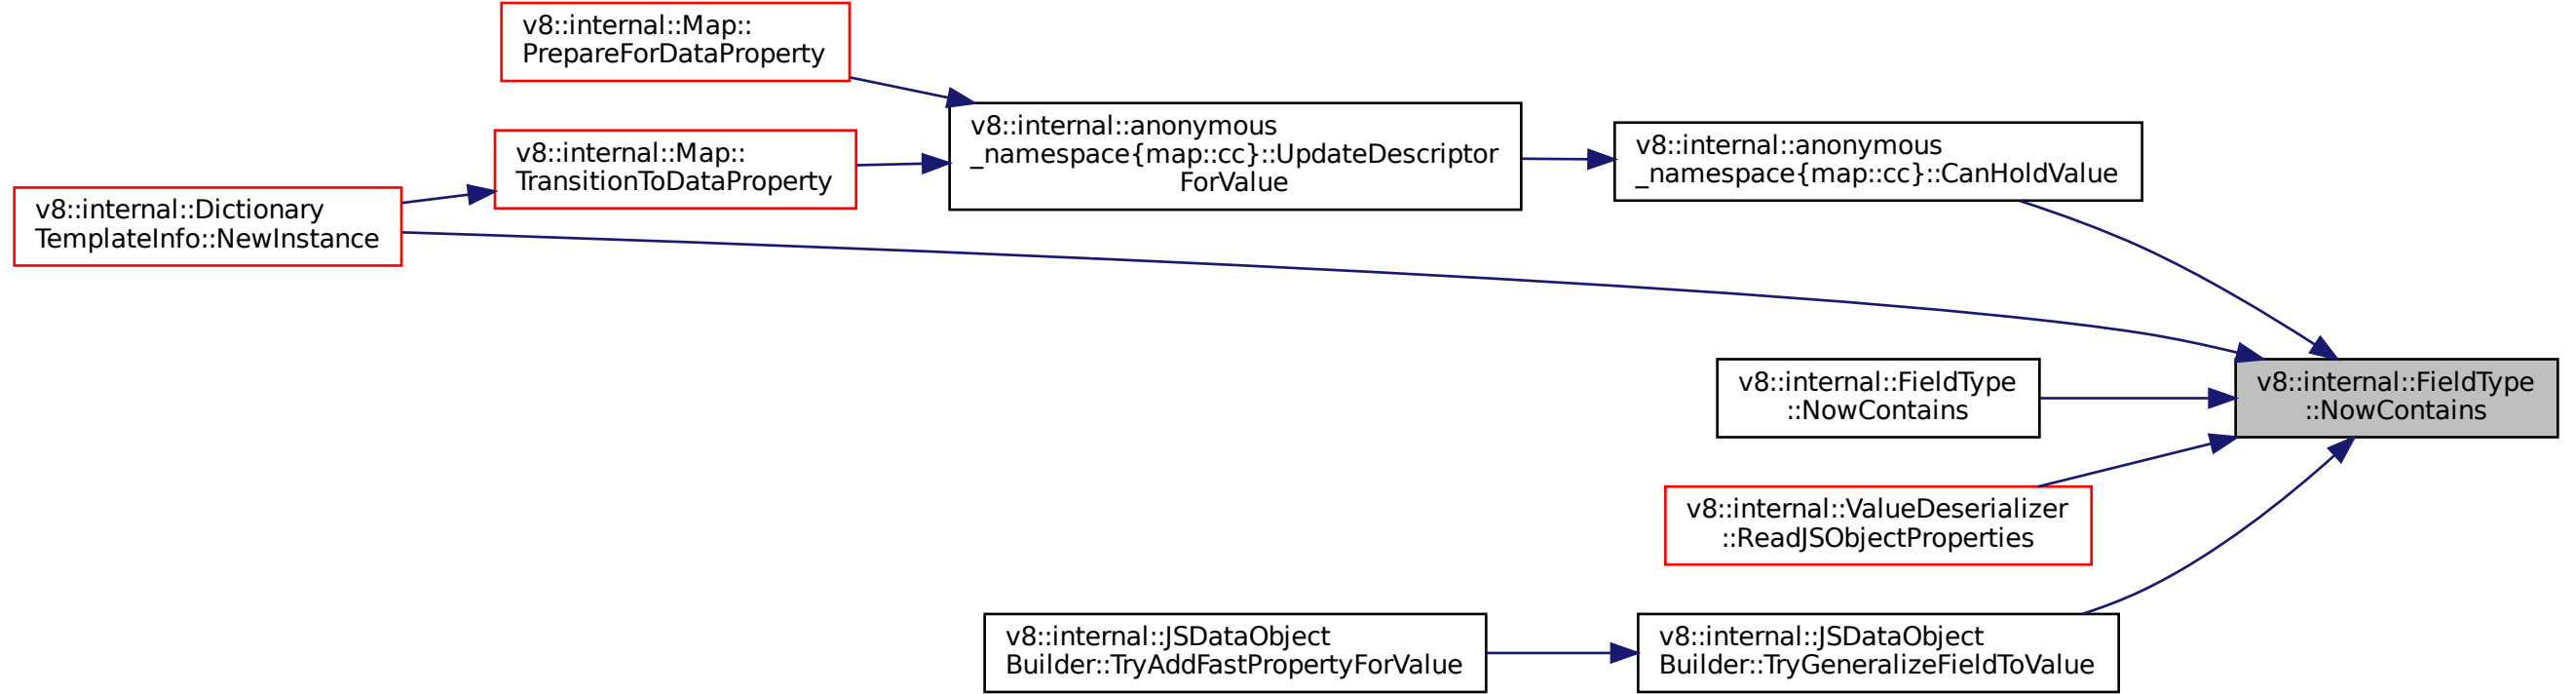 v8::internal::Map::
PrepareForDataProperty
v8::internal::anonymous
_namespace{map::cc}::UpdateDescriptor
ForValue
v8::internal::anonymous
_namespace{map::cc}::CanHoldValue
v8::internal::Map::
TransitionToDataProperty
v8::internal::Dictionary
TemplateInfo::NewInstance
v8::internal::FieldType
::NowContains
v8::internal::FieldType
::NowContains
v8::internal::ValueDeserializer
::ReadJSObjectProperties
v8::internal::JSDataObject
Builder::TryAddFastPropertyForValue
v8::internal::JSDataObject
Builder::TryGeneralizeFieldToValue